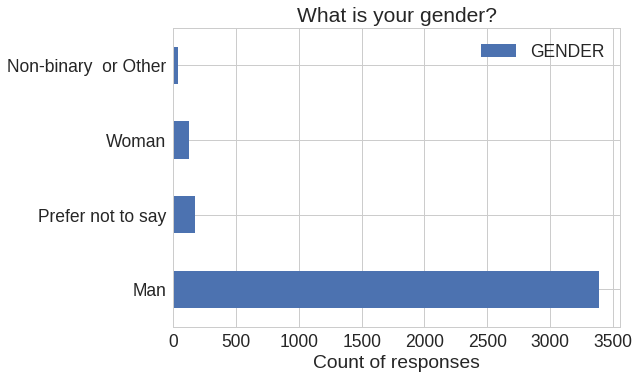 What is your gender?
GENDER
Non-binary  or Other
Woman
Prefer not to say
Man
0 500 1000 1500 2000 2500 3000 3500
Count of responses